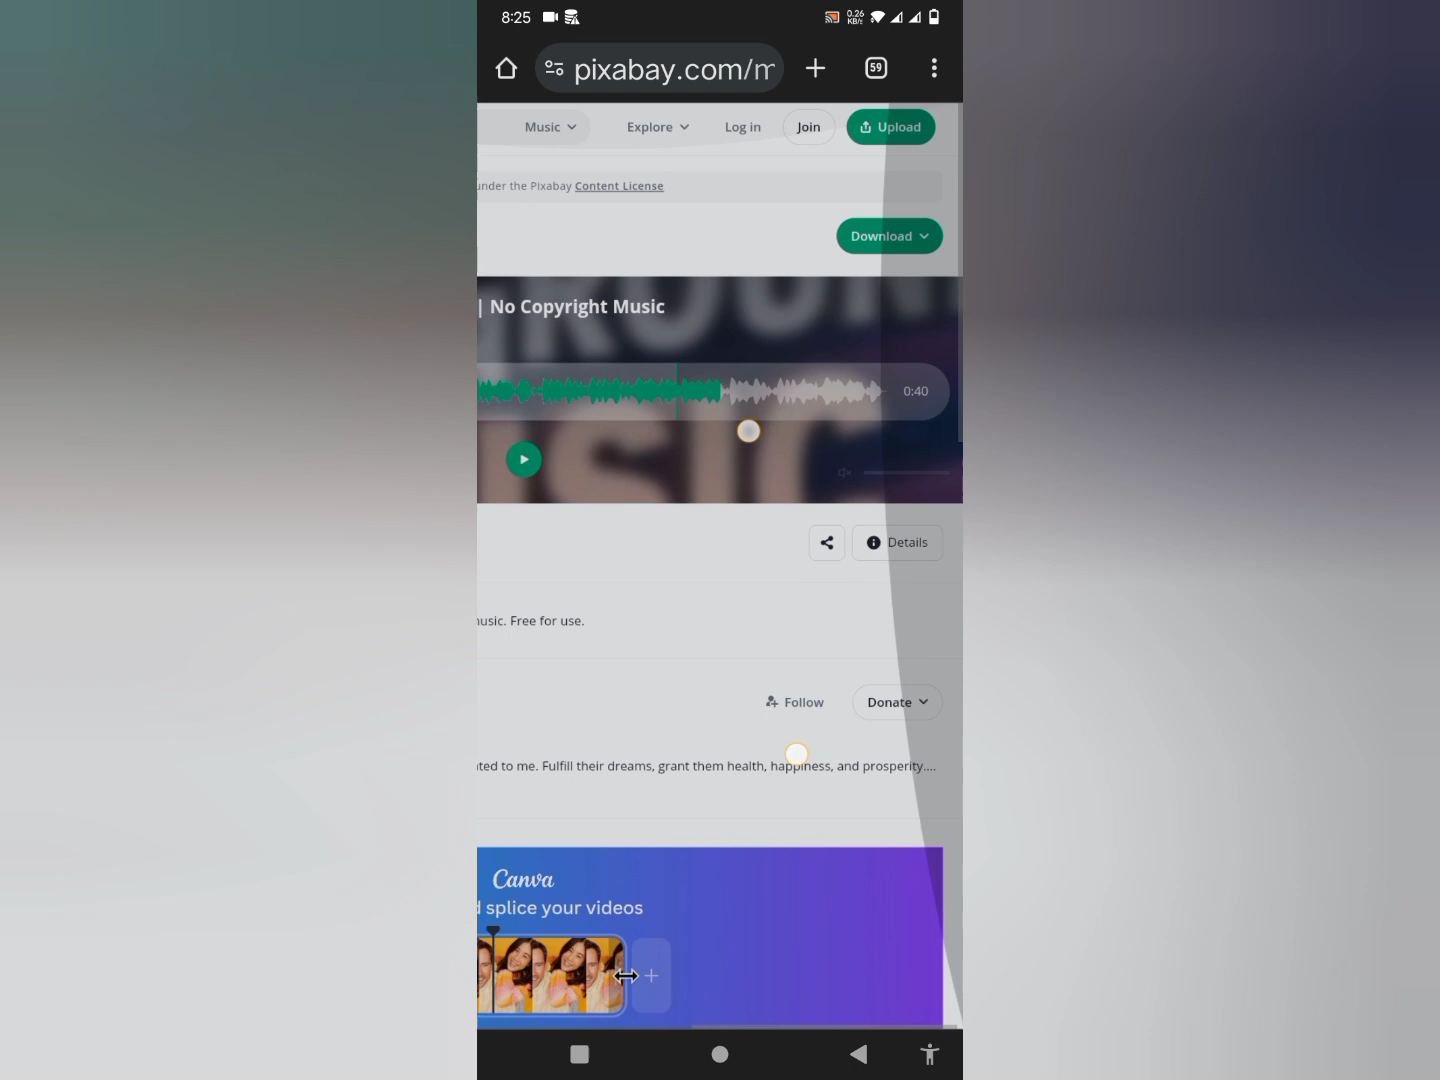 8:25
0.26
KB/s
pixabay.com/m
59
Music
Explore
Log in
Join
Upload
under the Pixabay Content License
Download
| No Copyright Music
0:40
Details
music. Free for use.
Follow
Donate
ated to me. Fulfill their dreams, grant them health, happiness, and prosperity....
Canva
d splice your videos